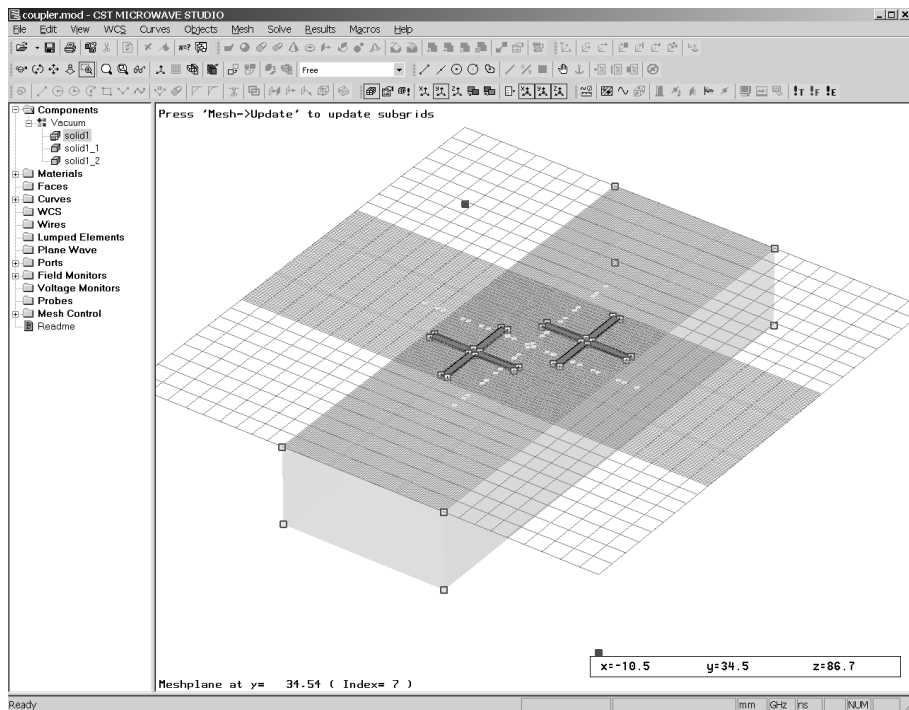 coupler.mod - CST MICROWAVE STUDIO
File Edit View WCS Curves Objects Mesh Solve Results Macros Help
Free
Components
Vacuum
solid1
solid1_1
solid1_2
Materials
Faces
Curves
WCS
Wires
Lumped Elements
Plane Wave
Ports
Field Monitors
Voltage Monitors
Probes
Mesh Control
Readme
Press 'Mesh->Update' to update subgrids
x=-10.5 y=34.5 z=86.7
Meshplane at y= 34.54 ( Index= 7 )
Ready mm GHz ns NUM